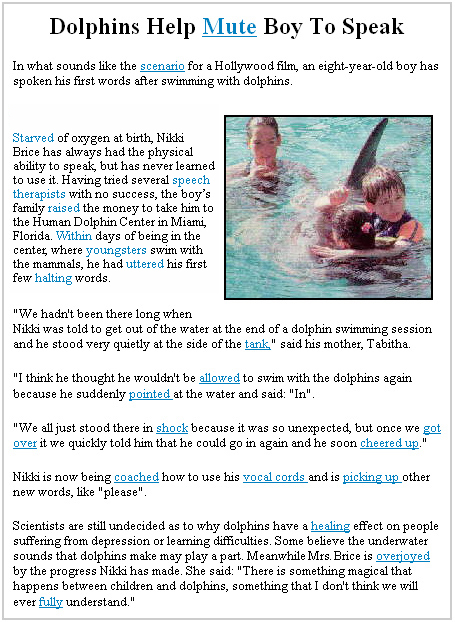 Dolphins Help Mute Boy To Speak
In what sounds like the scenario for a Hollywood film, an eight-year-old boy has
spoken his first words after swimming with dolphins.
Starved of oxygen at birth, Nikki
Brice has always had the physical
ability to speak, but has never learned
to use it. Having tried several speech
therapists with no success, the boy's
family raised the money to take him to
the Human Dolphin Center in Miami,
Florida. Within days of being in the
center, where youngsters swim with
the mammals, he had uttered his first
few halting words.
"We hadn't been there long when
Nikki was told to get out of the water at the end of a dolphin swimming session
and he stood very quietly at the side of the tank," said his mother, Tabitha.
"I think he thought he wouldn't be allowed to swim with the dolphins again
because he suddenly pointed at the water and said: "In".
"We all just stood there in shock because it was so unexpected, but once we got
over it we quickly told him that he could go in again and he soon cheered up."
Nikki is now being coached how to use his vocal cords and is picking up other
new words, like "please".
Scientists are still undecided as to why dolphins have a healing effect on people
suffering from depression or learning difficulties. Some believe the underwater
sounds that dolphins make may play a part. Meanwhile Mrs. Brice is overjoyed
by the progress Nikki has made. She said: "There is something magical that
happens between children and dolphins, something that I don't think we will
ever fully understand."